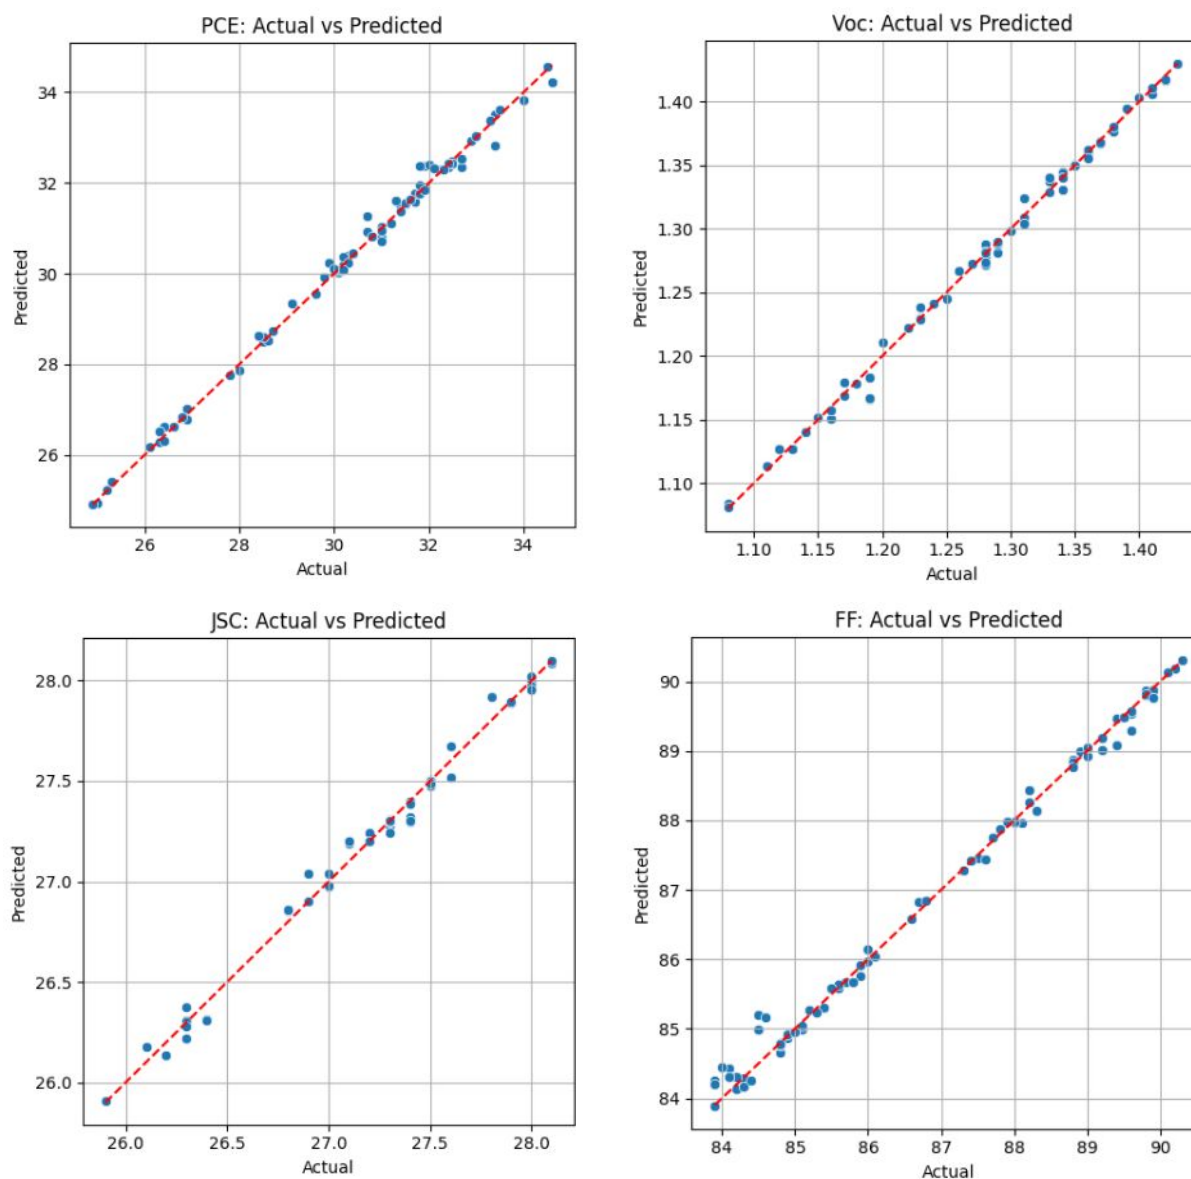 PCE: Actual vs Predicted
Predicted
34
32
30
28
26
26 28 30 32 34
Actual
Voc: Actual vs Predicted
Predicted
1.40
1.35
1.30
1.25
1.20
1.15
1.10
1.10 1.15 1.20 1.25 1.30 1.35 1.40
Actual
JSC: Actual vs Predicted
Predicted
28.0
27.5
27.0
26.5
26.0
26.0 26.5 27.0 27.5 28.0
Actual
FF: Actual vs Predicted
Predicted
90
89
88
87
86
85
84
84 85 86 87 88 89 90
Actual